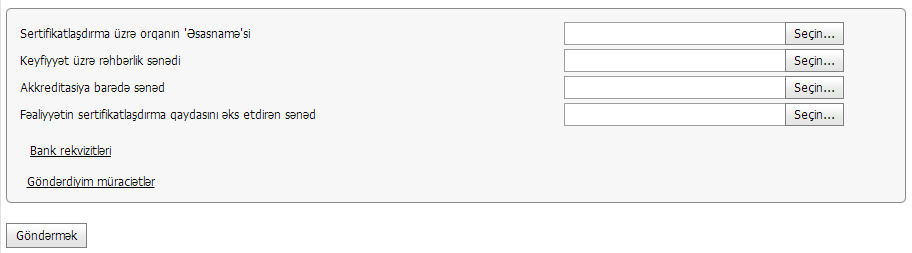 Sertifikatlaşdırma üzrə orqanın 'Əsasnamə'si Seçin...
Keyfiyyət üzrə rəhbərlik sənədi Seçin...
Akkreditasiya barədə sənəd Seçin...
Fəaliyyətin sertifikatlaşdırma qaydasını əks etdirən sənəd Seçin...
Bank rekvizitləri
Göndərdiyim müraciətlər
Göndərmək